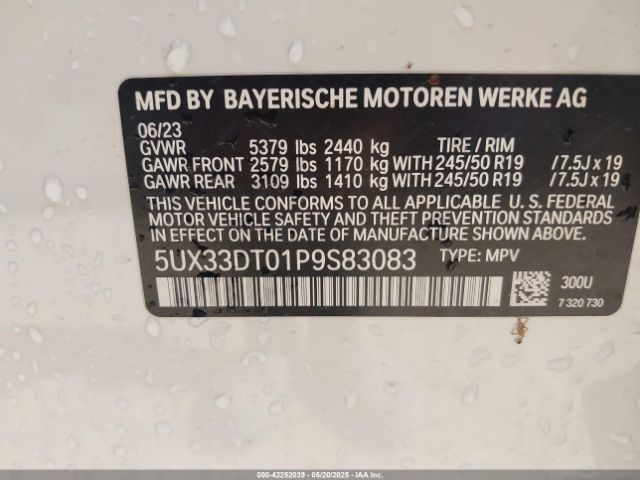 MFD BY BAYERISCHE MOTOREN WERKE AG
06/23
GVWR 5379 lbs 2440 kg TIRE / RIM
GAWR FRONT 2579 lbs 1170 kg WITH 245/50 R19 / 7.5J x 19
GAWR REAR 3109 lbs 1410 kg WITH 245/50 R19 / 7.5J x 19
THIS VEHICLE CONFORMS TO ALL APPLICABLE U. S. FEDERAL
MOTOR VEHICLE SAFETY AND THEFT PREVENTION STANDARDS
IN EFFECT ON THE DATE OF MANUFACTURE SHOWN ABOVE.
5UX33DT01P9S83083 TYPE: MPV
300U
7 320 730
000-42252039 - 05/20/2025 - IAA Inc.